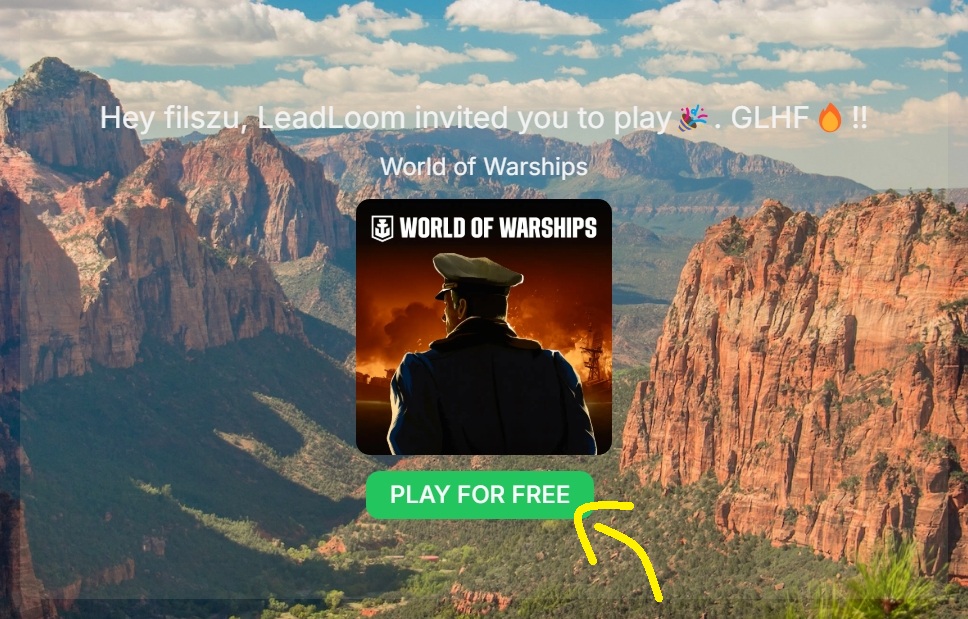 Hey filszu, LeadLoom invited you to play🎉. GLHF🔥!!
World of Warships
WORLD OF WARSHIPS
PLAY FOR FREE